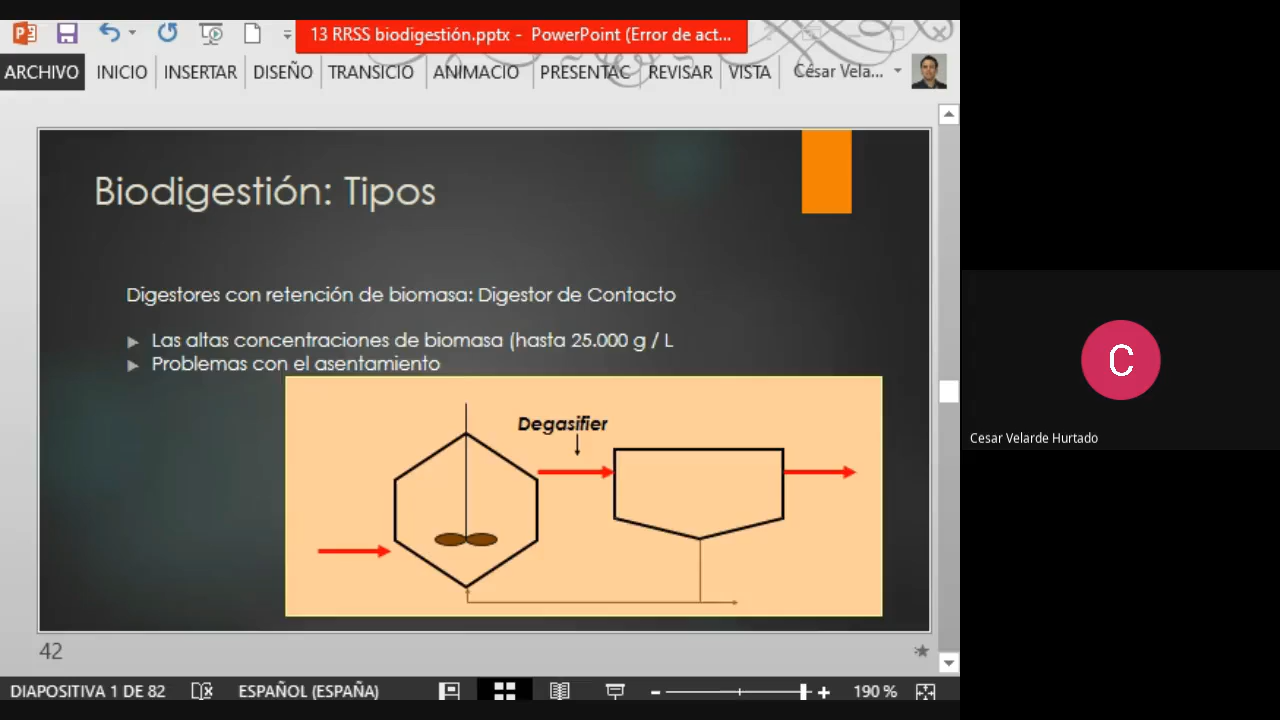 13 RRSS biodigestión.pptx - PowerPoint (Error de act...
ARCHIVO INICIO INSERTAR DISEÑO TRANSICIO ANIMACIO PRESENTAC REVISAR VISTA César Vela...
Biodigestión: Tipos
Digestores con retención de biomasa: Digestor de Contacto
Las altas concentraciones de biomasa (hasta 25.000 g / L
Problemas con el asentamiento
Degasifier
42
DIAPOSITIVA 1 DE 82 ESPAÑOL (ESPAÑA) 190 %
C
Cesar Velarde Hurtado